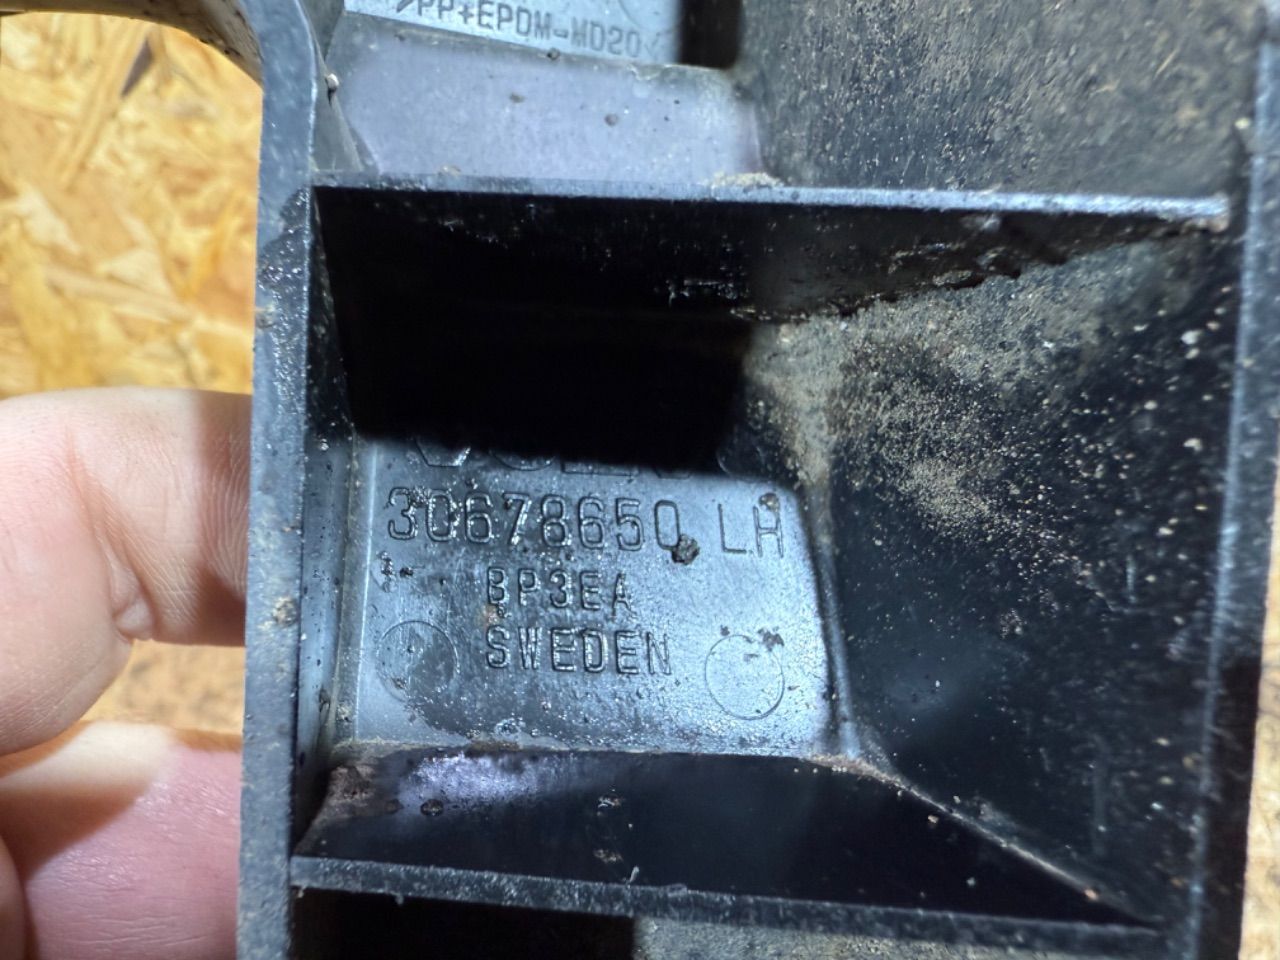 >PP+EPDM-MD20<
30678650 LH
BP3EA
SWEDEN